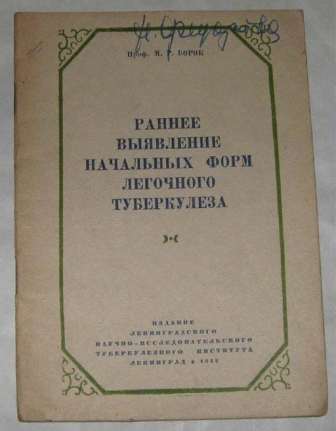 Проф. М. Р. БОРОК
РАННЕЕ
ВЫЯВЛЕНИЕ
НАЧАЛЬНЫХ ФОРМ
ЛЕГОЧНОГО
ТУБЕРКУЛЕЗА
ИЗДАНИЕ
ЛЕНИНГРАДСКОГО
НАУЧНО-ИССЛЕДОВАТЕЛЬСКОГО
ТУБЕРКУЛЕЗНОГО ИНСТИТУТА
ЛЕНИНГРАД